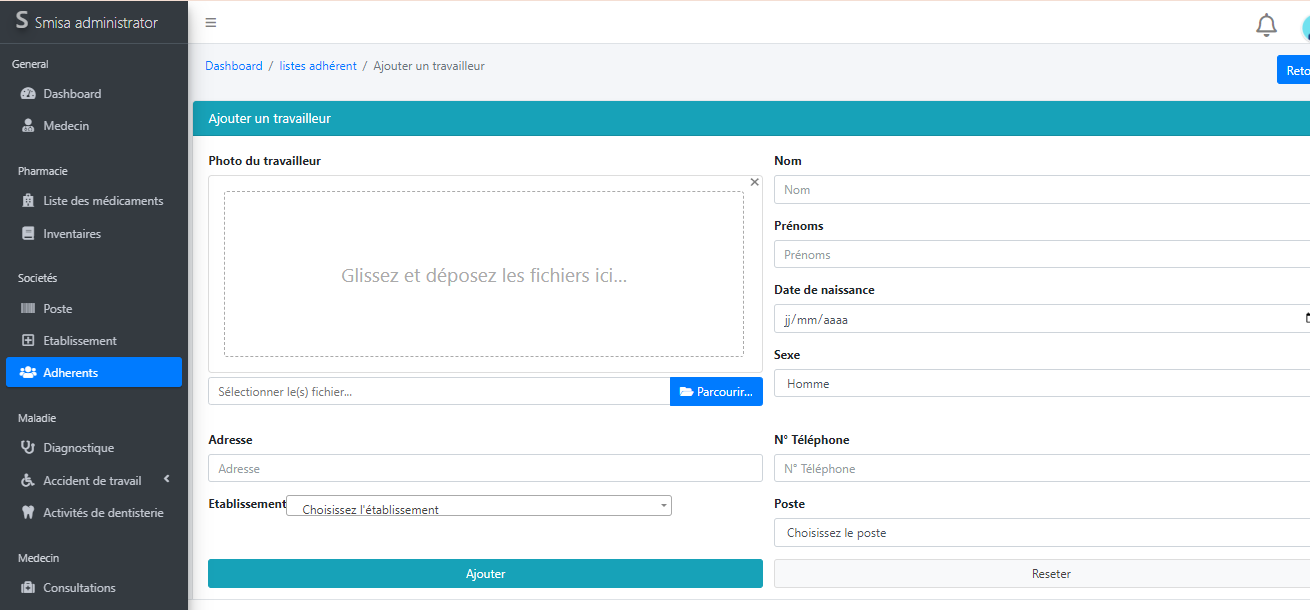 S Smisa administrator
General
Dashboard
Medecin
Pharmacie
Liste des médicaments
Inventaires
Societés
Poste
Etablissement
Adherents
Maladie
Diagnostique
Accident de travail
Activités de dentisterie
Medecin
Consultations
Dashboard / listes adhérent / Ajouter un travailleur
Reto
Ajouter un travailleur
Photo du travailleur
Glissez et déposez les fichiers ici...
Sélectionner le(s) fichier...
Parcourir...
Nom
Nom
Prénoms
Prénoms
Date de naissance
jj/mm/aaaa
Sexe
Homme
Adresse
Adresse
N° Téléphone
N° Téléphone
Etablissement
Choisissez l'établissement
Poste
Choisissez le poste
Ajouter
Reseter